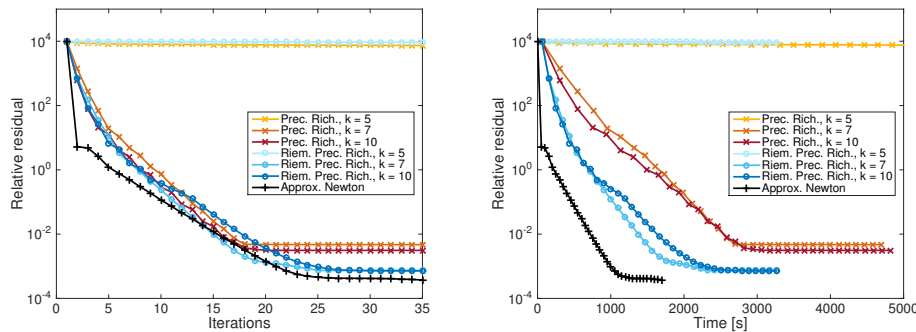 10^4
10^2
10^0
10^-2
10^-4
Relative residual
0
5
10
15
20
25
30
35
Iterations
Prec. Rich., k = 5
Prec. Rich., k = 7
Prec. Rich., k = 10
Riem. Prec. Rich., k = 5
Riem. Prec. Rich., k = 7
Riem. Prec. Rich., k = 10
Approx. Newton
10^4
10^2
10^0
10^-2
10^-4
Relative residual
0
1000
2000
3000
4000
5000
Time [s]
Prec. Rich., k = 5
Prec. Rich., k = 7
Prec. Rich., k = 10
Riem. Prec. Rich., k = 5
Riem. Prec. Rich., k = 7
Riem. Prec. Rich., k = 10
Approx. Newton